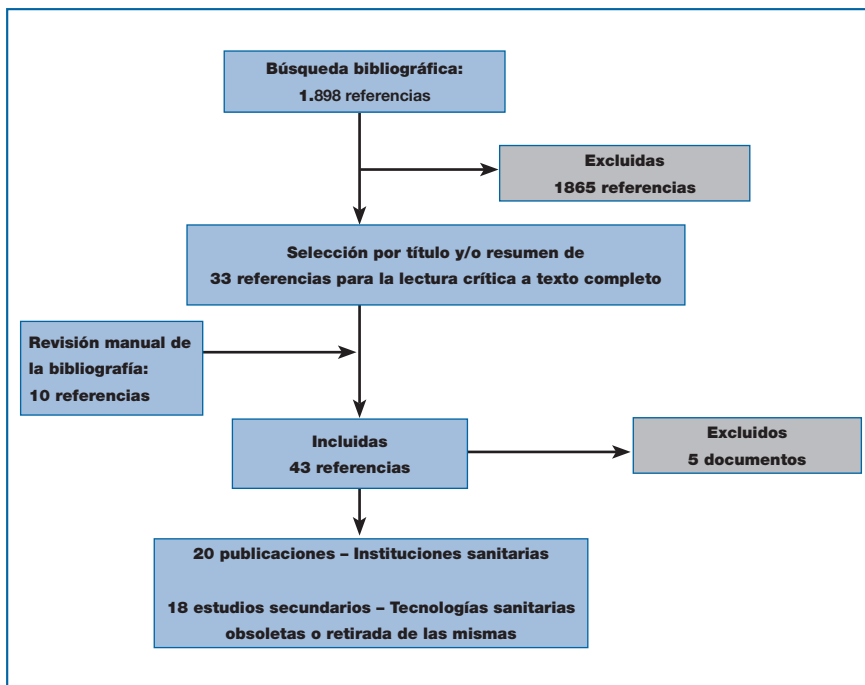 Búsqueda bibliográfica:
1.898 referencias
Excluidas
1865 referencias
Selección por título y/o resumen de
33 referencias para la lectura crítica a texto completo
Revisión manual de
la bibliografía:
10 referencias
Incluidas
43 referencias
Excluidos
5 documentos
20 publicaciones – Instituciones sanitarias
18 estudios secundarios – Tecnologías sanitarias
obsoletas o retirada de las mismas